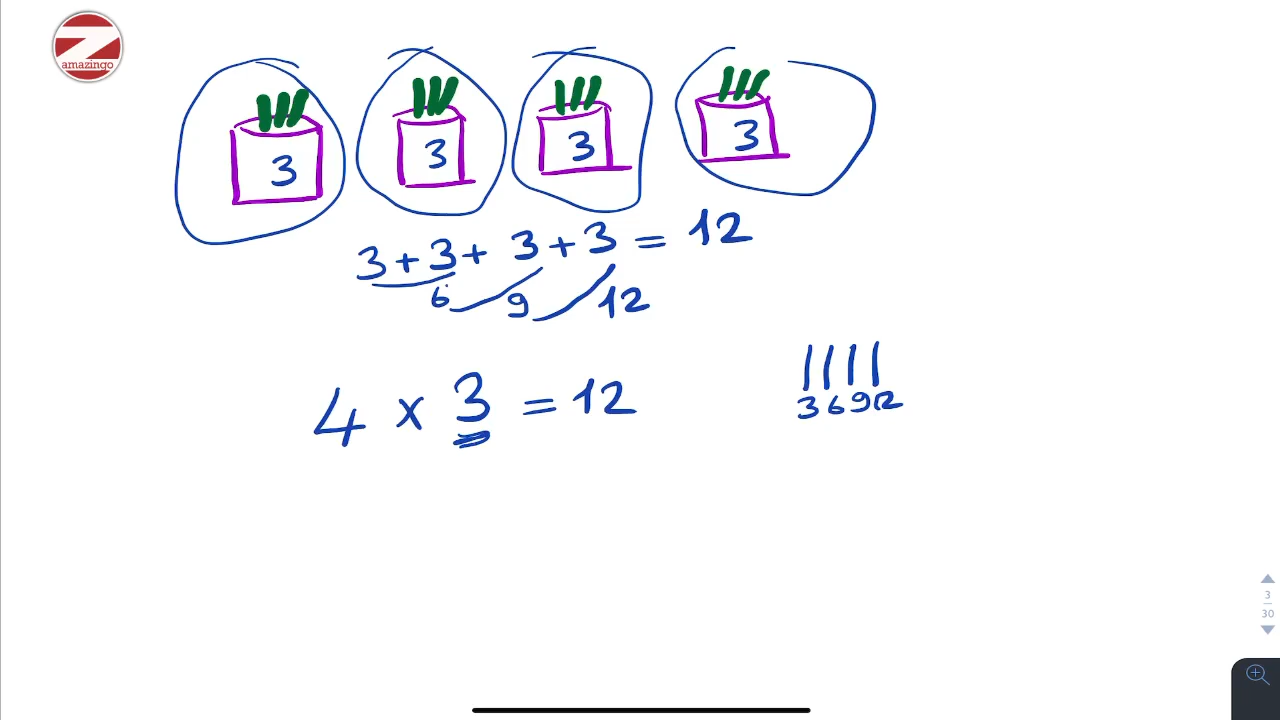 amazingo
3 3 3 3
3 + 3 + 3 + 3 = 12
6 9 12
4 x 3 = 12
3 6 9 12
3
30